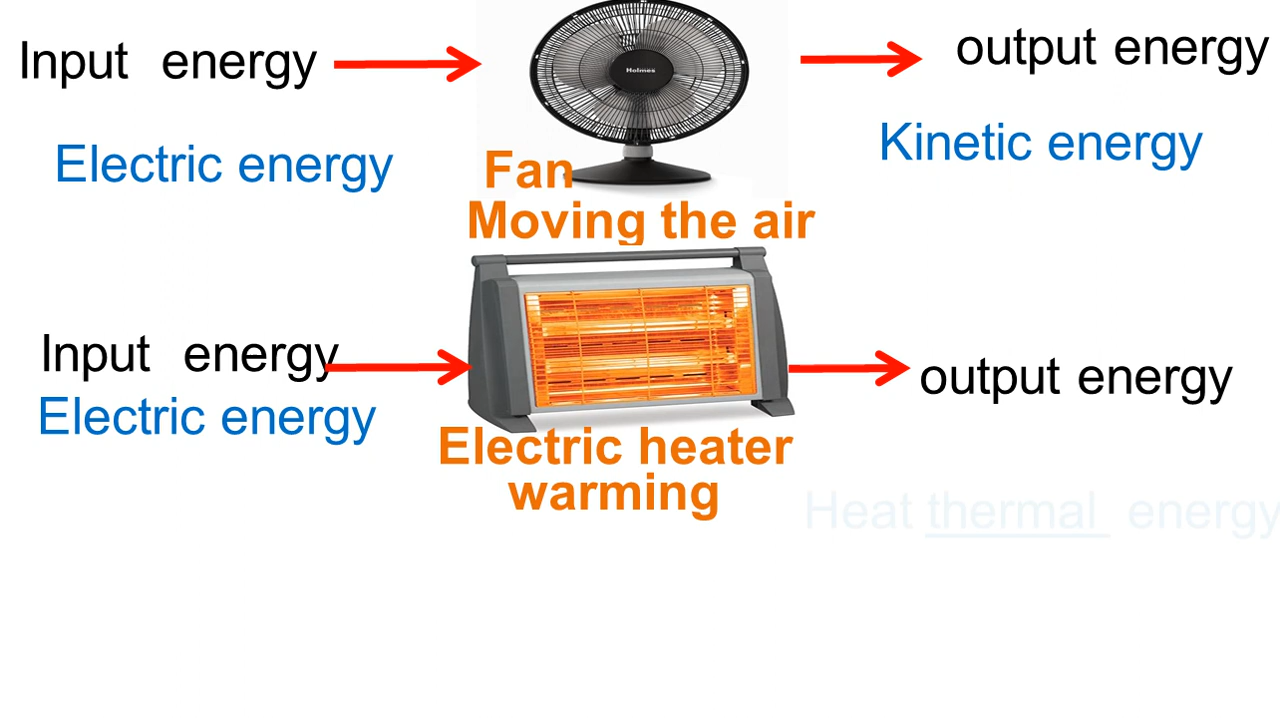 Input energy
output energy
Holmes
Electric energy
Kinetic energy
Fan
Moving the air
Input energy
output energy
Electric energy
Electric heater
warming
Heat thermal energy